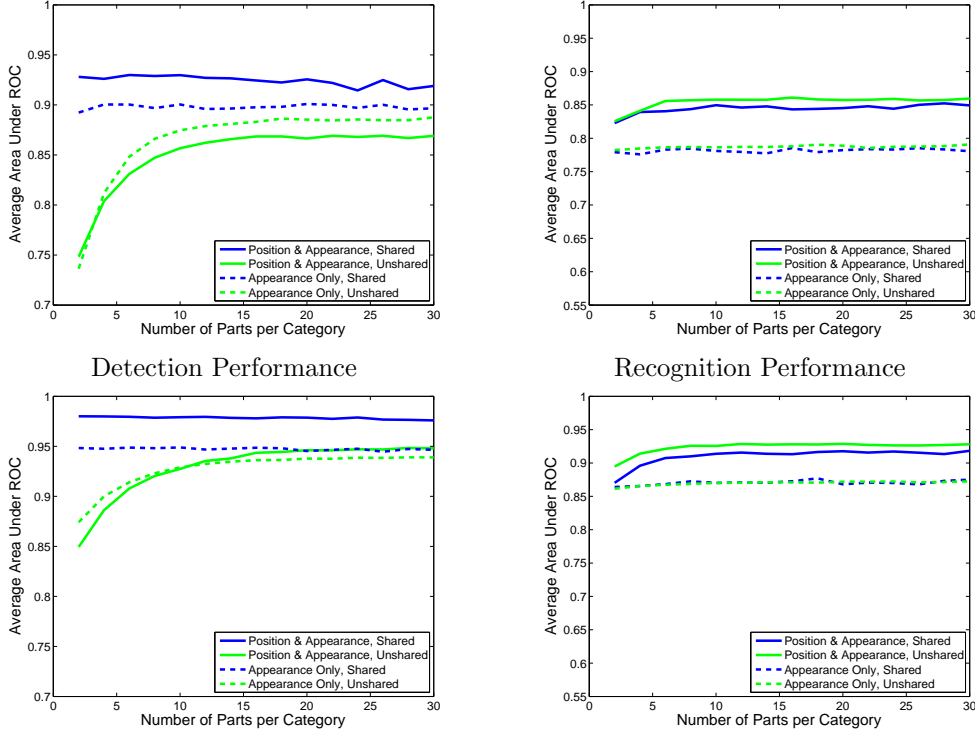 1
0.95
0.9
0.85
0.8
0.75
0.7
0 5 10 15 20 25 30
Average Area Under ROC
Number of Parts per Category
Position & Appearance, Shared
Position & Appearance, Unshared
Appearance Only, Shared
Appearance Only, Unshared
1
0.95
0.9
0.85
0.8
0.75
0.7
0.65
0.6
0.55
0 5 10 15 20 25 30
Average Area Under ROC
Number of Parts per Category
Position & Appearance, Shared
Position & Appearance, Unshared
Appearance Only, Shared
Appearance Only, Unshared
Detection Performance
Recognition Performance
1
0.95
0.9
0.85
0.8
0.75
0.7
0 5 10 15 20 25 30
Average Area Under ROC
Number of Parts per Category
Position & Appearance, Shared
Position & Appearance, Unshared
Appearance Only, Shared
Appearance Only, Unshared
1
0.95
0.9
0.85
0.8
0.75
0.7
0.65
0.6
0.55
0 5 10 15 20 25 30
Average Area Under ROC
Number of Parts per Category
Position & Appearance, Shared
Position & Appearance, Unshared
Appearance Only, Shared
Appearance Only, Unshared